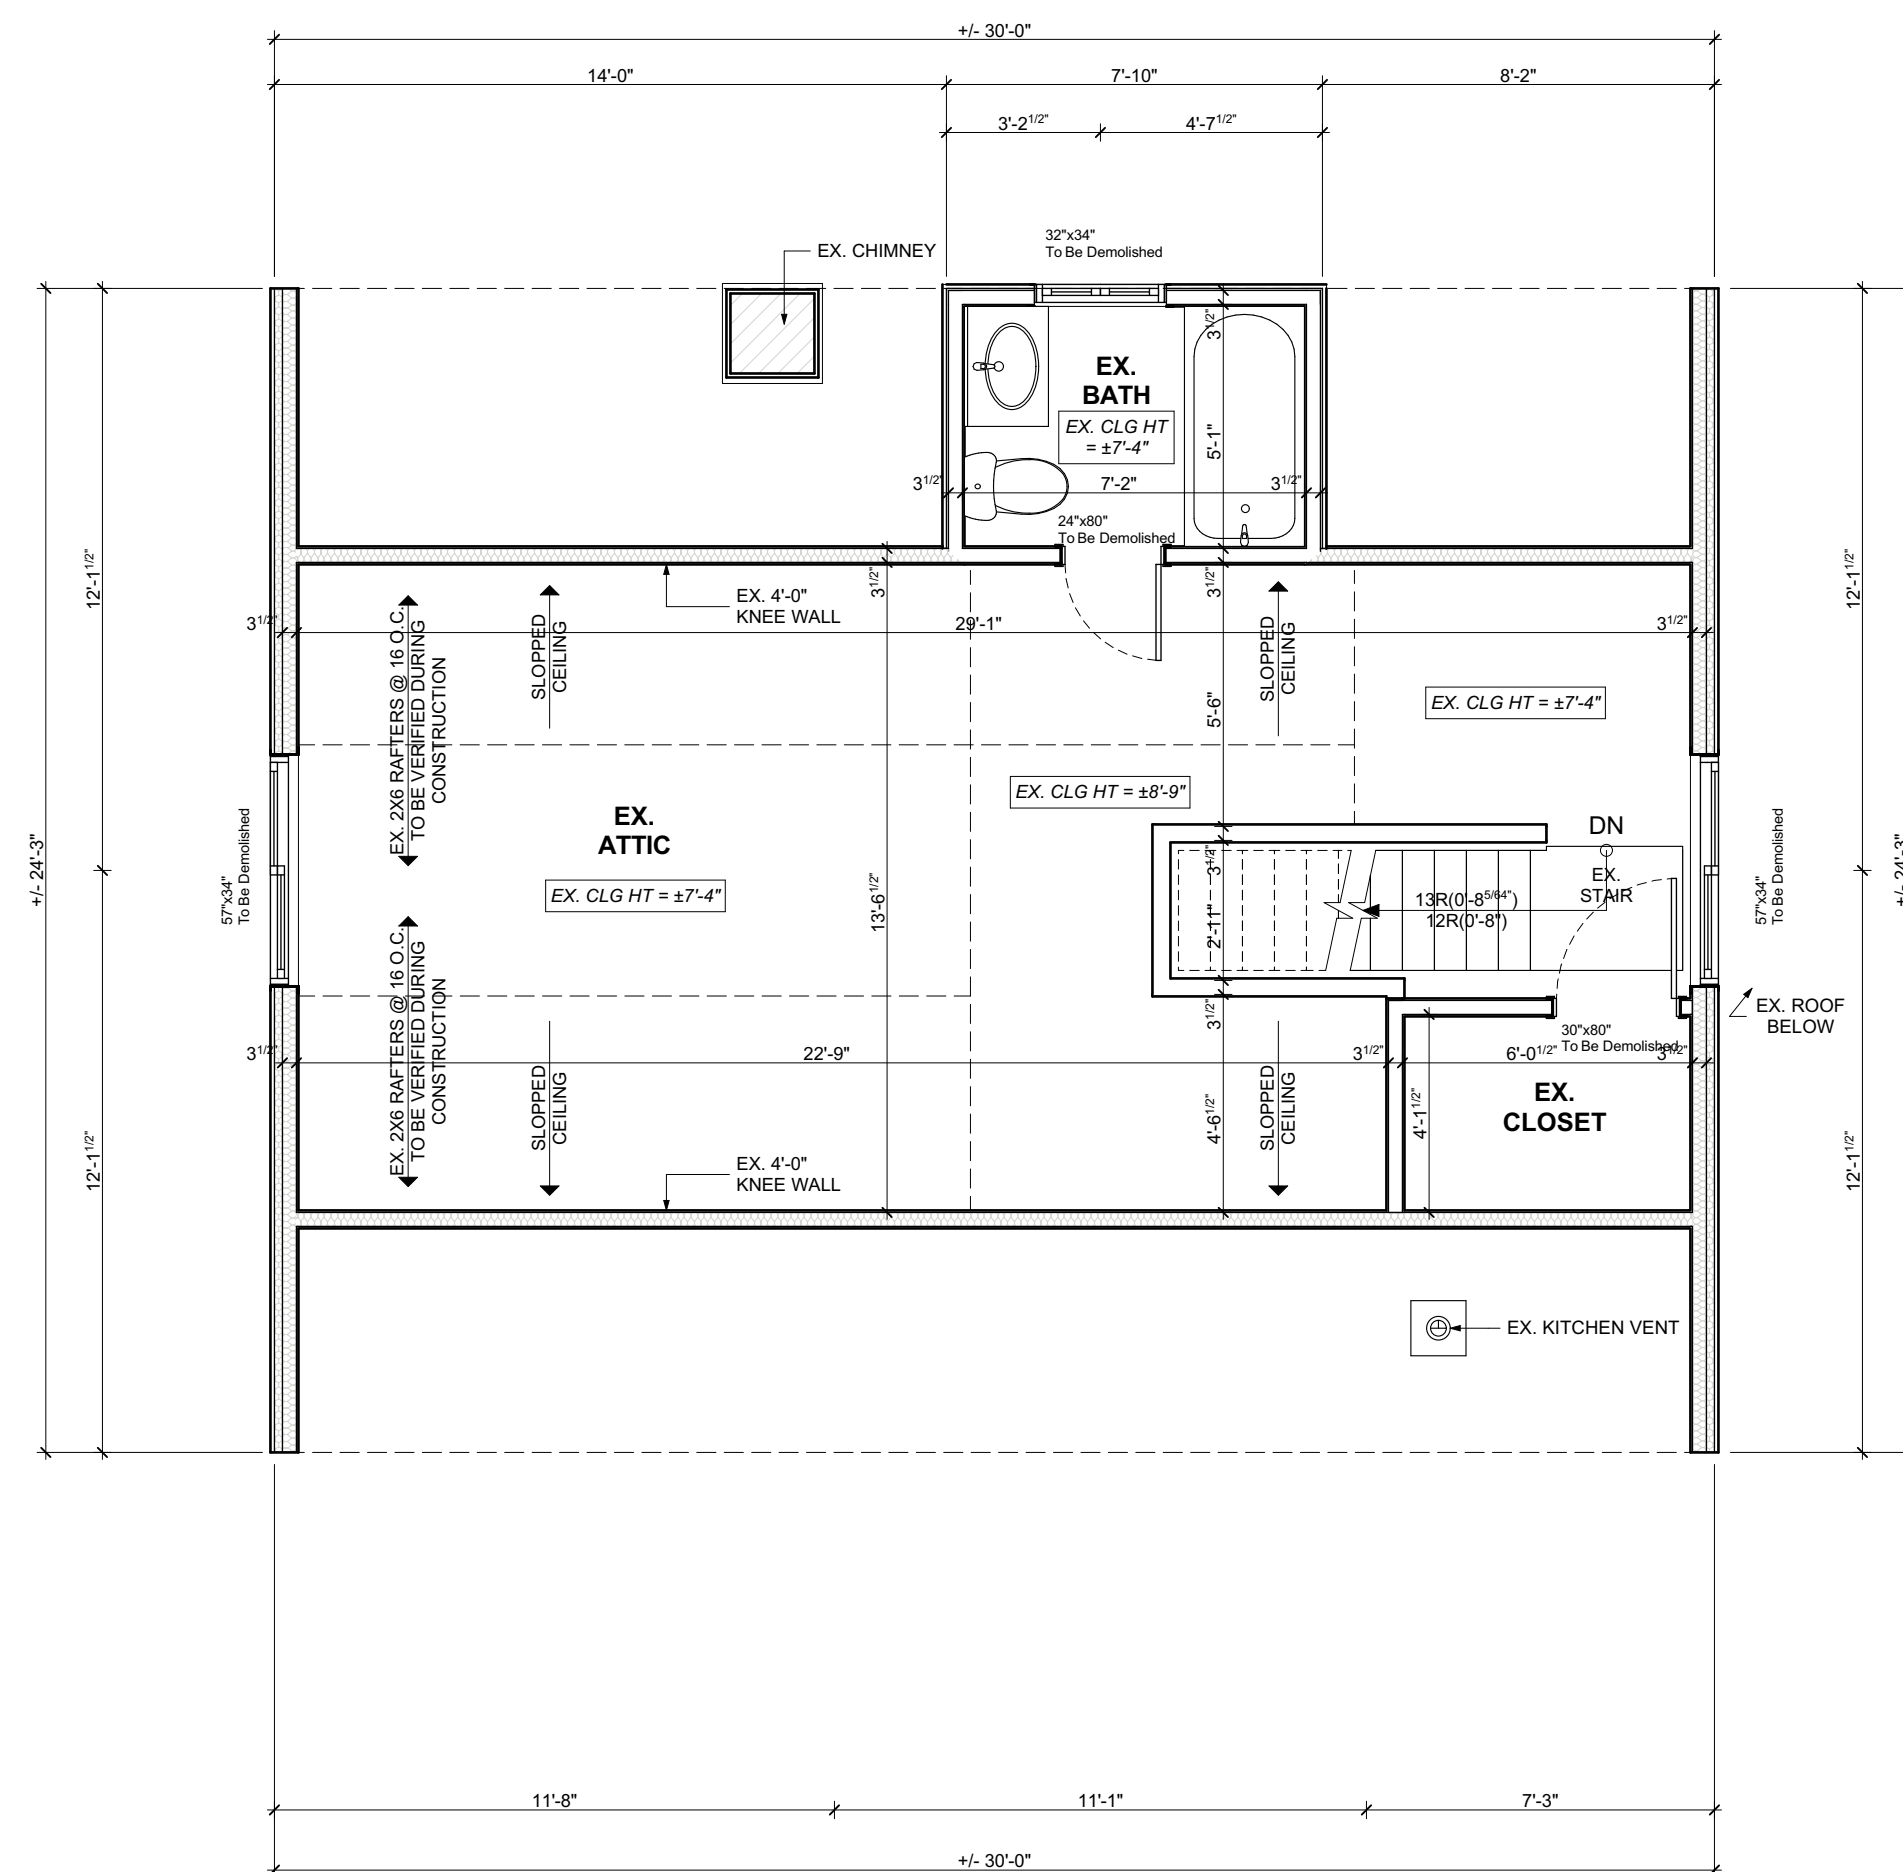 +/- 30'-0"
14'-0"
7'-10"
8'-2"
3'-2 1/2"
4'-7 1/2"
32"x34"
To Be Demolished
EX. CHIMNEY
EX.
BATH
EX. CLG HT
= ±7'-4"
3 1/2"
5'-1"
3 1/2"
7'-2"
3 1/2"
24"x80"
To Be Demolished
12'-1 1/2"
12'-1 1/2"
+/- 24'-3"
12'-1 1/2"
12'-1 1/2"
+/- 24'-3"
3 1/2"
3 1/2"
EX. 4'-0"
KNEE WALL
3 1/2"
29'-1"
3 1/2"
EX. 2X6 RAFTERS @ 16 O.C.
TO BE VERIFIED DURING
CONSTRUCTION
SLOPPED
CEILING
SLOPPED
CEILING
5'-6"
EX. CLG HT = ±7'-4"
EX. CLG HT = ±8'-9"
EX.
ATTIC
EX. CLG HT = ±7'-4"
57"x34"
To Be Demolished
57"x34"
To Be Demolished
13'-6 1/2"
DN
EX.
STAIR
3 1/2"
2'-11"
13R(0'-8 5/64")
12R(0'-8")
3 1/2"
EX. ROOF
BELOW
30"x80"
To Be Demolished
3 1/2"
22'-9"
3 1/2"
6'-0 1/2"
3 1/2"
EX. 2X6 RAFTERS @ 16 O.C.
TO BE VERIFIED DURING
CONSTRUCTION
SLOPPED
CEILING
4'-6 1/2"
SLOPPED
CEILING
4'-1 1/2"
EX.
CLOSET
EX. 4'-0"
KNEE WALL
EX. KITCHEN VENT
11'-8"
11'-1"
7'-3"
+/- 30'-0"